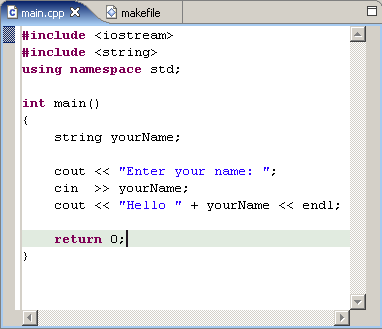 main.cpp makefile
#include <iostream>
#include <string>
using namespace std;

int main()
{
    string yourName;

    cout << "Enter your name: ";
    cin  >> yourName;
    cout << "Hello " + yourName << endl;

    return 0;
}